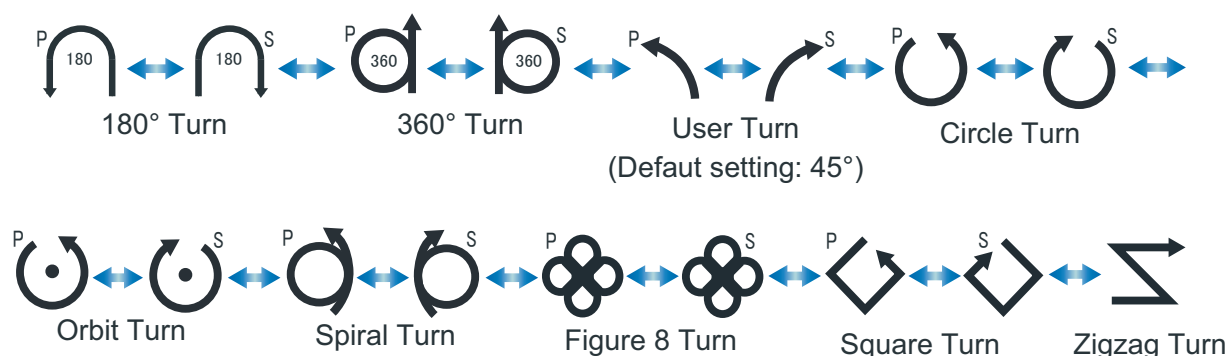 P 180 180 S P 360 360 S P S P S
180° Turn 360° Turn User Turn Circle Turn
(Defaut setting: 45°)
P S P S P S P S
Orbit Turn Spiral Turn Figure 8 Turn Square Turn Zigzag Turn